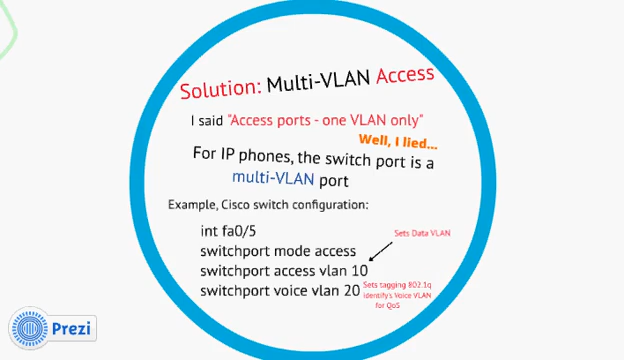 Solution: Multi-VLAN Access
I said "Access ports - one VLAN only"
Well, I lied...
For IP phones, the switch port is a
multi-VLAN port
Example, Cisco switch configuration:
int fa0/5
switchport mode access
switchport access vlan 10
switchport voice vlan 20
Sets Data VLAN
Sets tagging 802.1q
identify's Voice VLAN
for QoS
Prezi